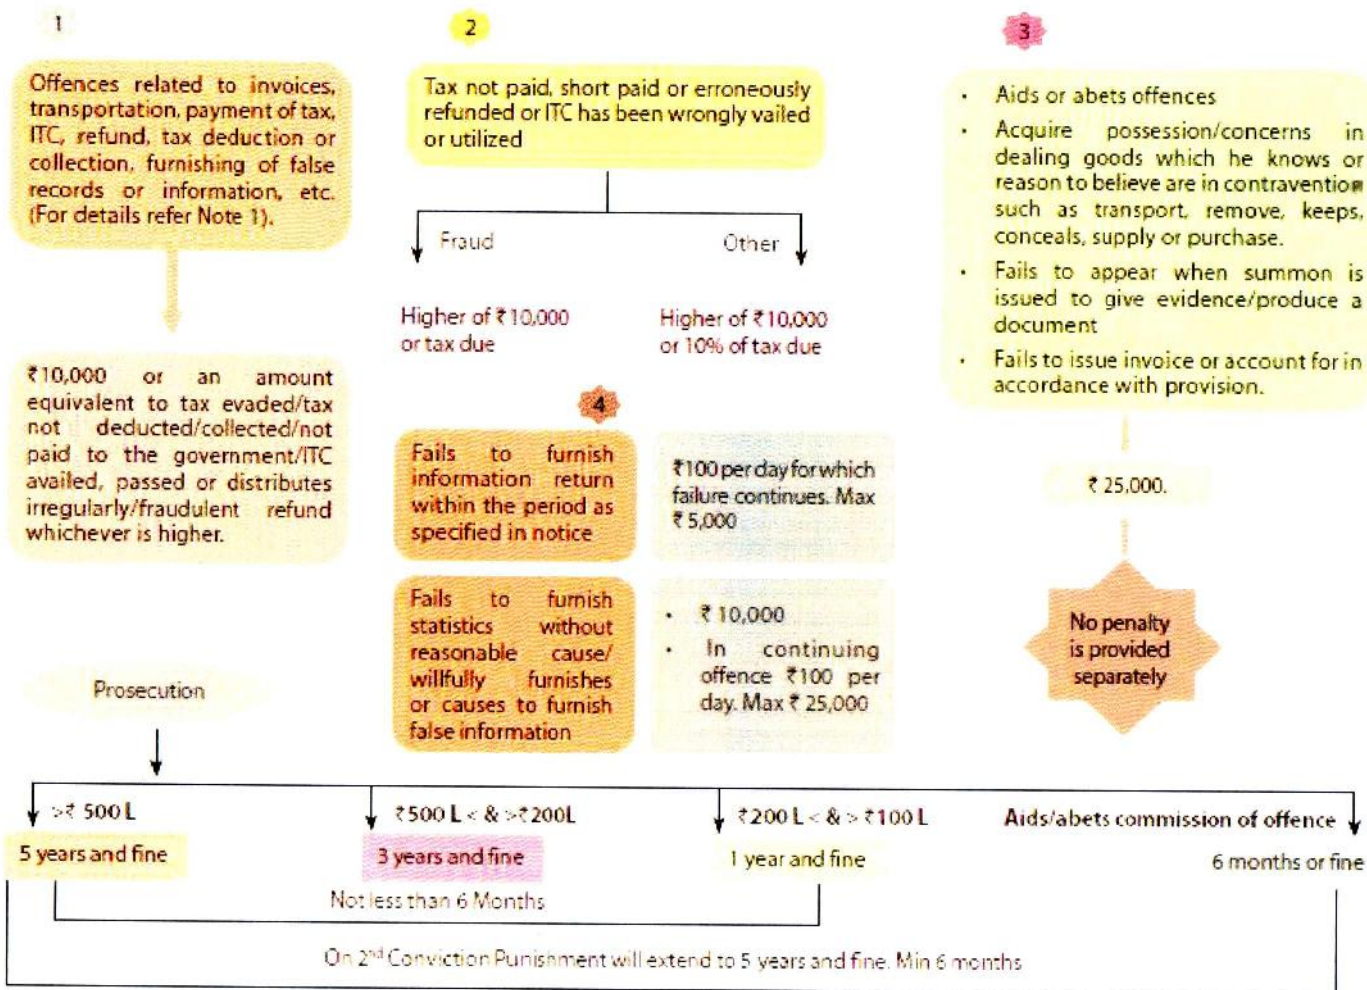 1
Offences related to invoices,
transportation, payment of tax,
ITC, refund, tax deduction or
collection, furnishing of false
records or information, etc.
(For details refer Note 1).
₹10,000 or an amount
equivalent to tax evaded/tax
not deducted/collected/not
paid to the government/ITC
availed, passed or distributes
irregularly/fraudulent refund
whichever is higher.
2
Tax not paid, short paid or erroneously
refunded or ITC has been wrongly vailed
or utilized
Fraud
Other
Higher of ₹10,000
or tax due
Higher of ₹10,000
or 10% of tax due
3
• Aids or abets offences
• Acquire possession/concerns in
dealing goods which he knows or
reason to believe are in contravention
such as transport, remove, keeps,
conceals, supply or purchase.
• Fails to appear when summon is
issued to give evidence/produce a
document
• Fails to issue invoice or account for in
accordance with provision.
₹ 25,000.
No penalty
is provided
separately
4
Fails to furnish
information return
within the period as
specified in notice
₹100 per day for which
failure continues. Max
₹ 5,000
Fails to furnish
statistics without
reasonable cause/
willfully furnishes
or causes to furnish
false information
• ₹ 10,000
• In continuing
offence ₹100 per
day. Max ₹ 25,000
Prosecution
>₹ 500 L
₹500 L < & >₹200L
₹200 L < & > ₹100 L
Aids/abets commission of offence
5 years and fine
3 years and fine
1 year and fine
6 months or fine
Not less than 6 Months
On 2nd Conviction Punishment will extend to 5 years and fine. Min 6 months